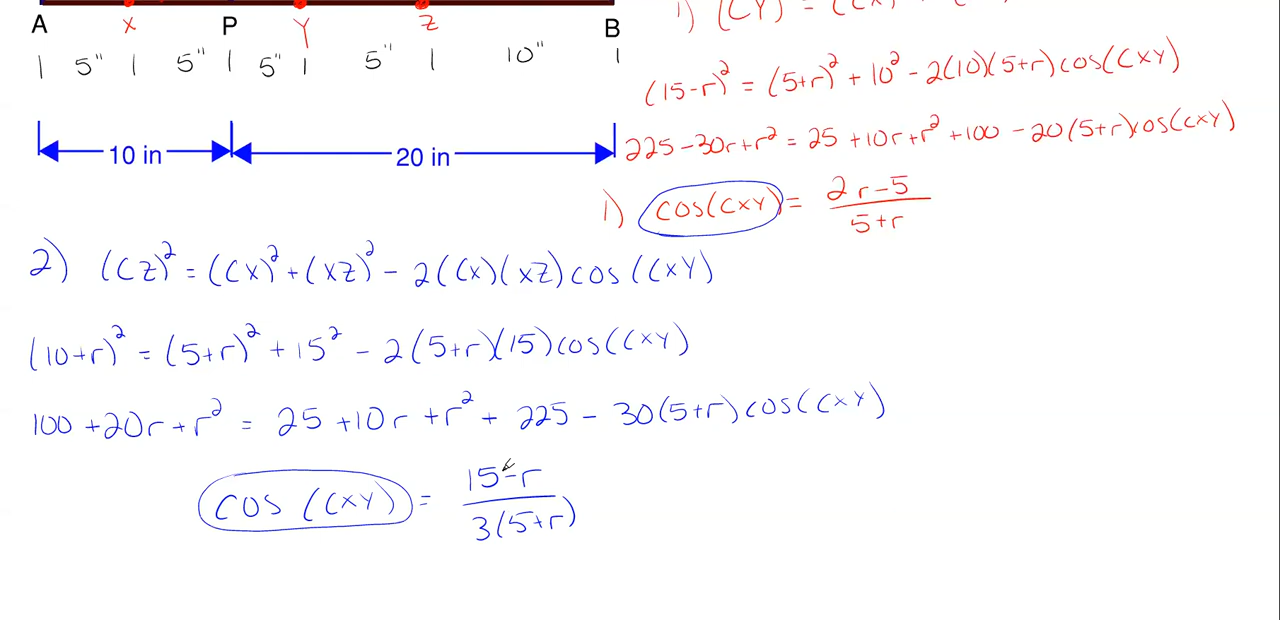 A X P Y Z B
| 5" | 5" | 5" | 5" | 10" |
10 in 20 in
1) (CY) = (CX)
(15-r)² = (5+r)² + 10² - 2(10)(5+r)cos(CXY)
225-30r+r² = 25 +10r+r² +100 -20(5+r)cos(CXY)
1) cos(CXY) = (2r-5)/(5+r)
2) (CZ)² = (CX)² + (XZ)² - 2(CX)(XZ)cos(CXY)
(10+r)² = (5+r)² + 15² - 2(5+r)(15)cos(CXY)
100 +20r+r² = 25 +10r +r² + 225 - 30(5+r)cos(CXY)
cos(CXY) = (15-r)/(3(5+r))